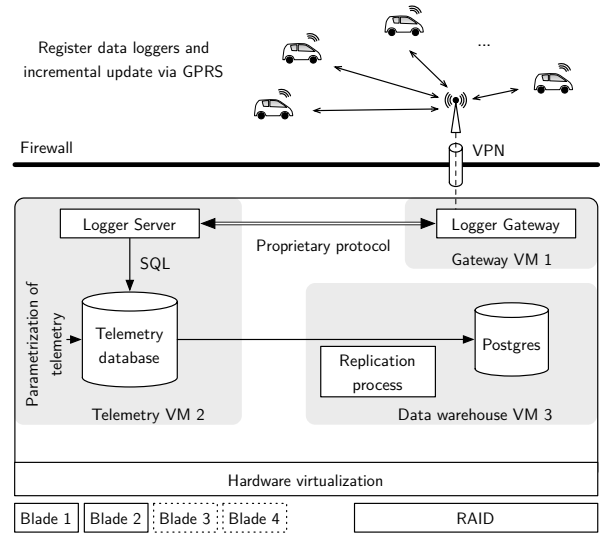 Register data loggers and
incremental update via GPRS
...
Firewall
VPN
Logger Server
Logger Gateway
Proprietary protocol
Gateway VM 1
SQL
Parametrization of
telemetry
Telemetry
database
Postgres
Replication
process
Telemetry VM 2
Data warehouse VM 3
Hardware virtualization
Blade 1
Blade 2
Blade 3
Blade 4
RAID